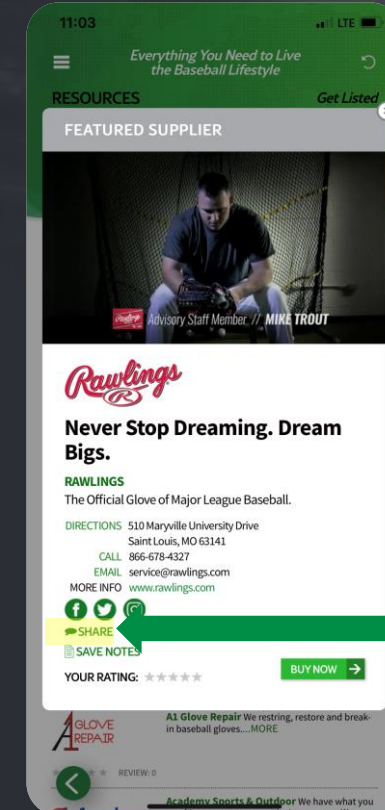 11:03
LTE
Everything You Need to Live
the Baseball Lifestyle
RESOURCES Get Listed
FEATURED SUPPLIER
Rawlings Advisory Staff Member // MIKE TROUT
Rawlings
R
Never Stop Dreaming. Dream
Bigs.
RAWLINGS
The Official Glove of Major League Baseball.
DIRECTIONS 510 Maryville University Drive
Saint Louis, MO 63141
CALL 866-678-4327
EMAIL service@rawlings.com
MORE INFO www.rawlings.com
SHARE
SAVE NOTES
YOUR RATING: BUY NOW
A1 GLOVE REPAIR
A1 Glove Repair We restring, restore and break-
in baseball gloves....MORE
REVIEW: 0
Academy Sports & Outdoor We have what you